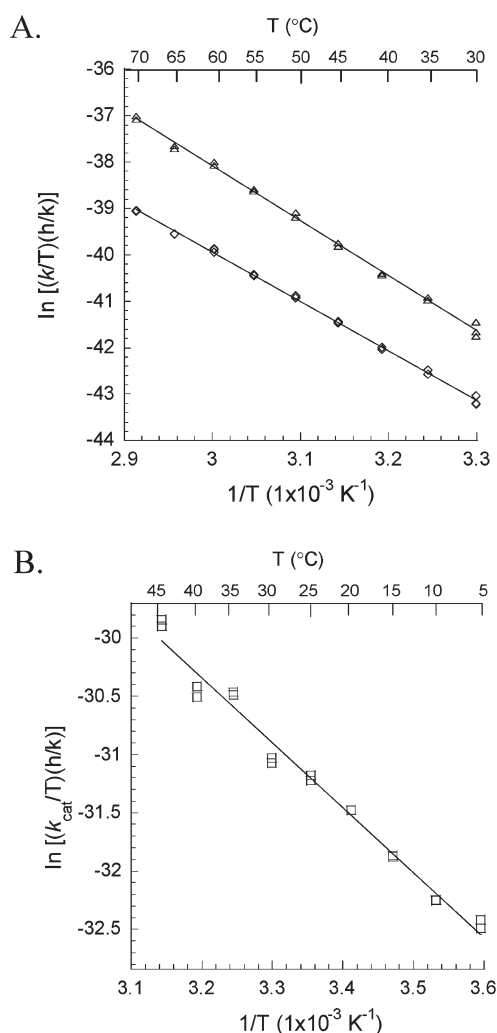 A.
T (°C)
70 65 60 55 50 45 40 35 30
-36
-37
-38
-39
-40
-41
-42
-43
-44
ln [(k/T)(h/k)]
2.9 3 3.1 3.2 3.3
1/T (1x10⁻³ K⁻¹)
B.
T (°C)
45 40 35 30 25 20 15 10 5
-30
-30.5
-31
-31.5
-32
-32.5
ln [(k_cat/T)(h/k)]
3.1 3.2 3.3 3.4 3.5 3.6
1/T (1x10⁻³ K⁻¹)